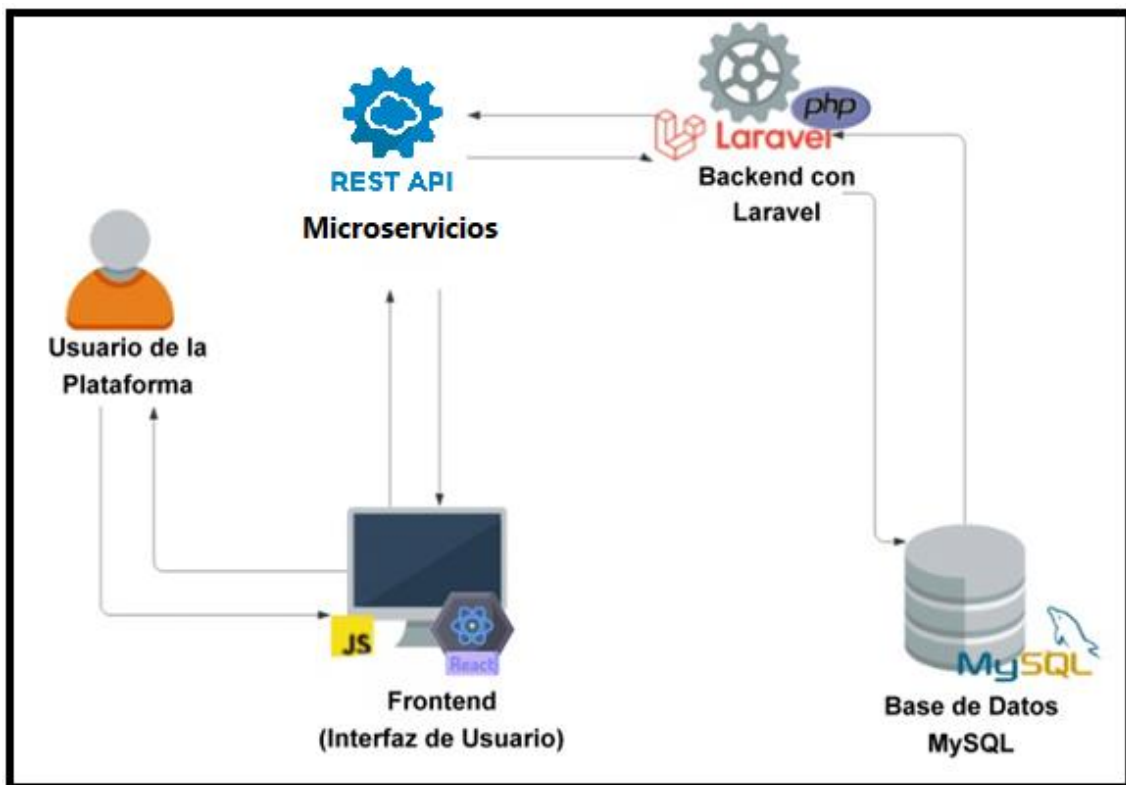 php
Laravel
Backend con
Laravel
REST API
Microservicios
Usuario de la
Plataforma
JS
React
Frontend
(Interfaz de Usuario)
MySQL
Base de Datos
MySQL